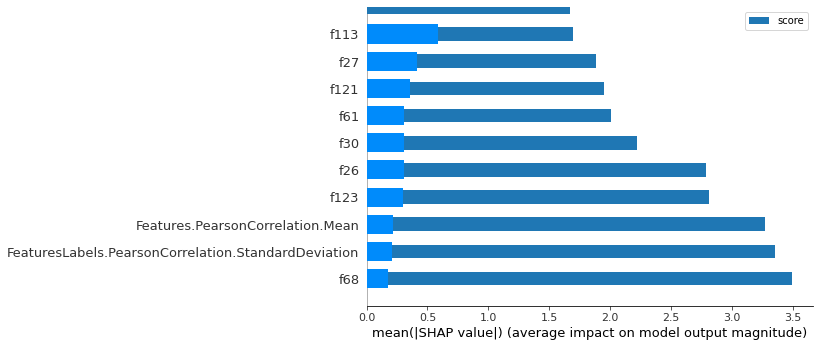 score
f113
f27
f121
f61
f30
f26
f123
Features.PearsonCorrelation.Mean
FeaturesLabels.PearsonCorrelation.StandardDeviation
f68
0.0 0.5 1.0 1.5 2.0 2.5 3.0 3.5
mean(|SHAP value|) (average impact on model output magnitude)